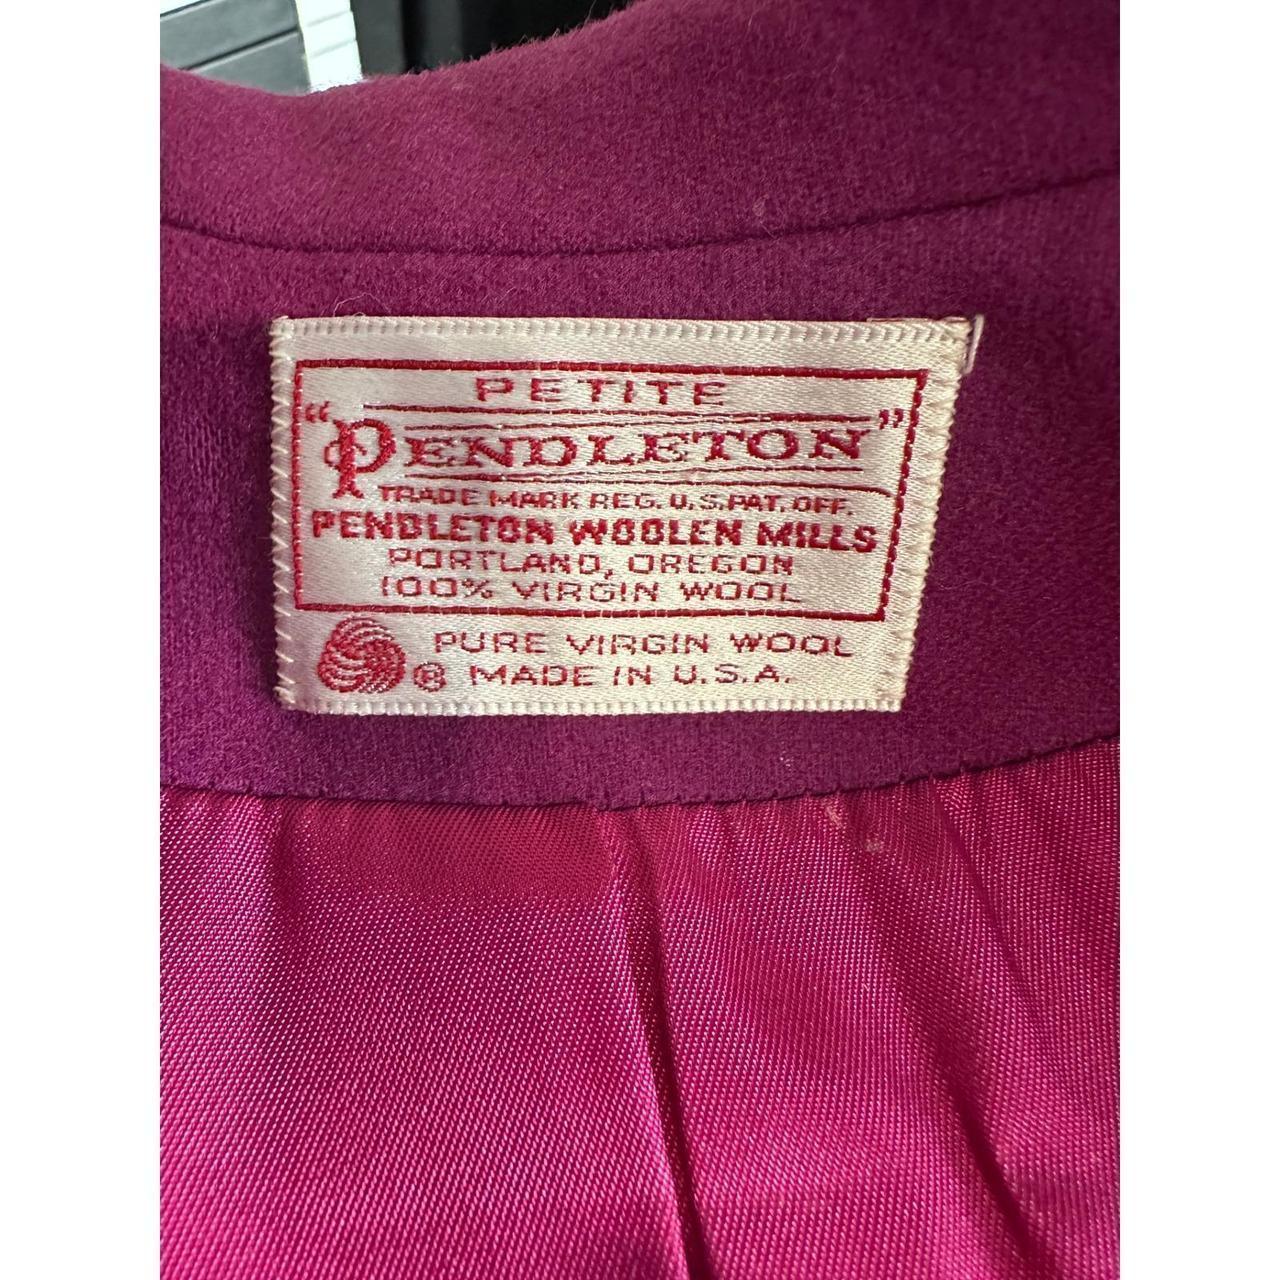 PETITE
"PENDLETON"
TRADE MARK REG. U.S. PAT. OFF.
PENDLETON WOOLEN MILLS
PORTLAND, OREGON
100% VIRGIN WOOL
PURE VIRGIN WOOL
® MADE IN U.S.A.